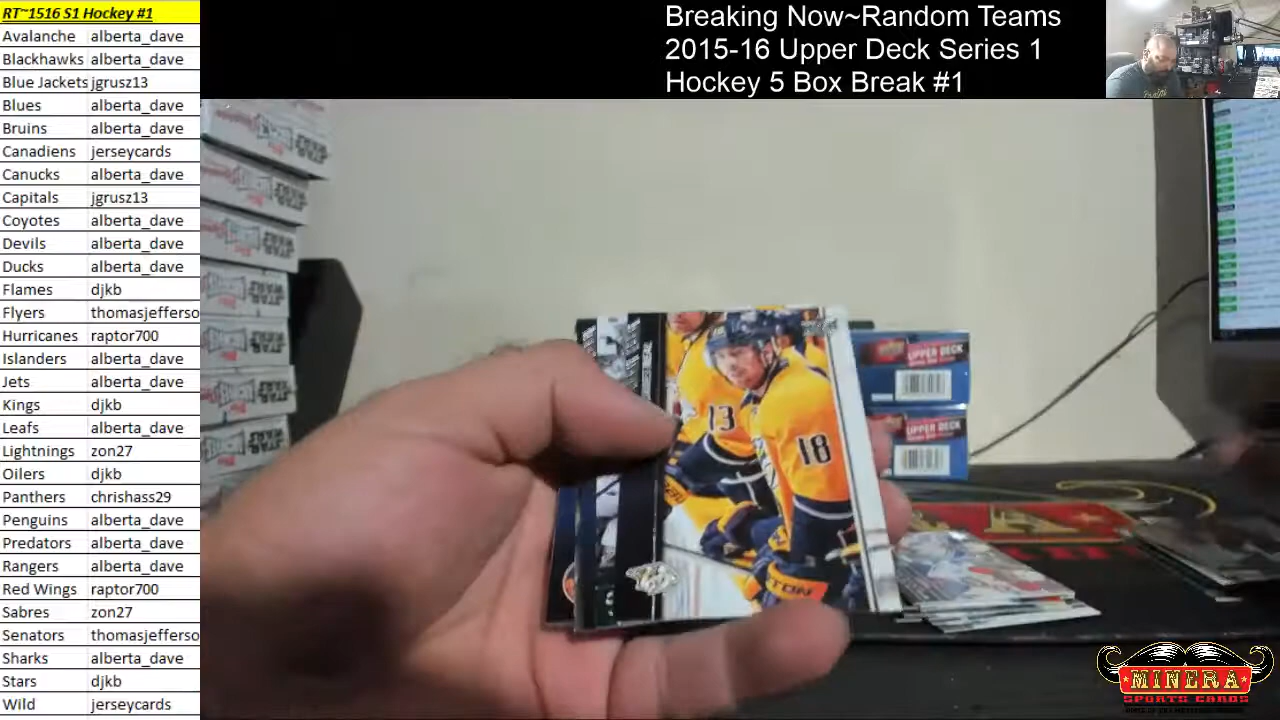 RT~1516 S1 Hockey #1
Avalanche alberta_dave
Blackhawks alberta_dave
Blue Jackets jgrusz13
Blues alberta_dave
Bruins alberta_dave
Canadiens jerseycards
Canucks alberta_dave
Capitals jgrusz13
Coyotes alberta_dave
Devils alberta_dave
Ducks alberta_dave
Flames djkb
Flyers thomasjefferso
Hurricanes raptor700
Islanders alberta_dave
Jets alberta_dave
Kings djkb
Leafs alberta_dave
Lightnings zon27
Oilers djkb
Panthers chrishass29
Penguins alberta_dave
Predators alberta_dave
Rangers alberta_dave
Red Wings raptor700
Sabres zon27
Senators thomasjefferso
Sharks alberta_dave
Stars djkb
Wild jerseycards
Breaking Now~Random Teams
2015-16 Upper Deck Series 1
Hockey 5 Box Break #1
13
18
UPPER DECK
UPPER DECK
MINERA
SPORTS CARDS